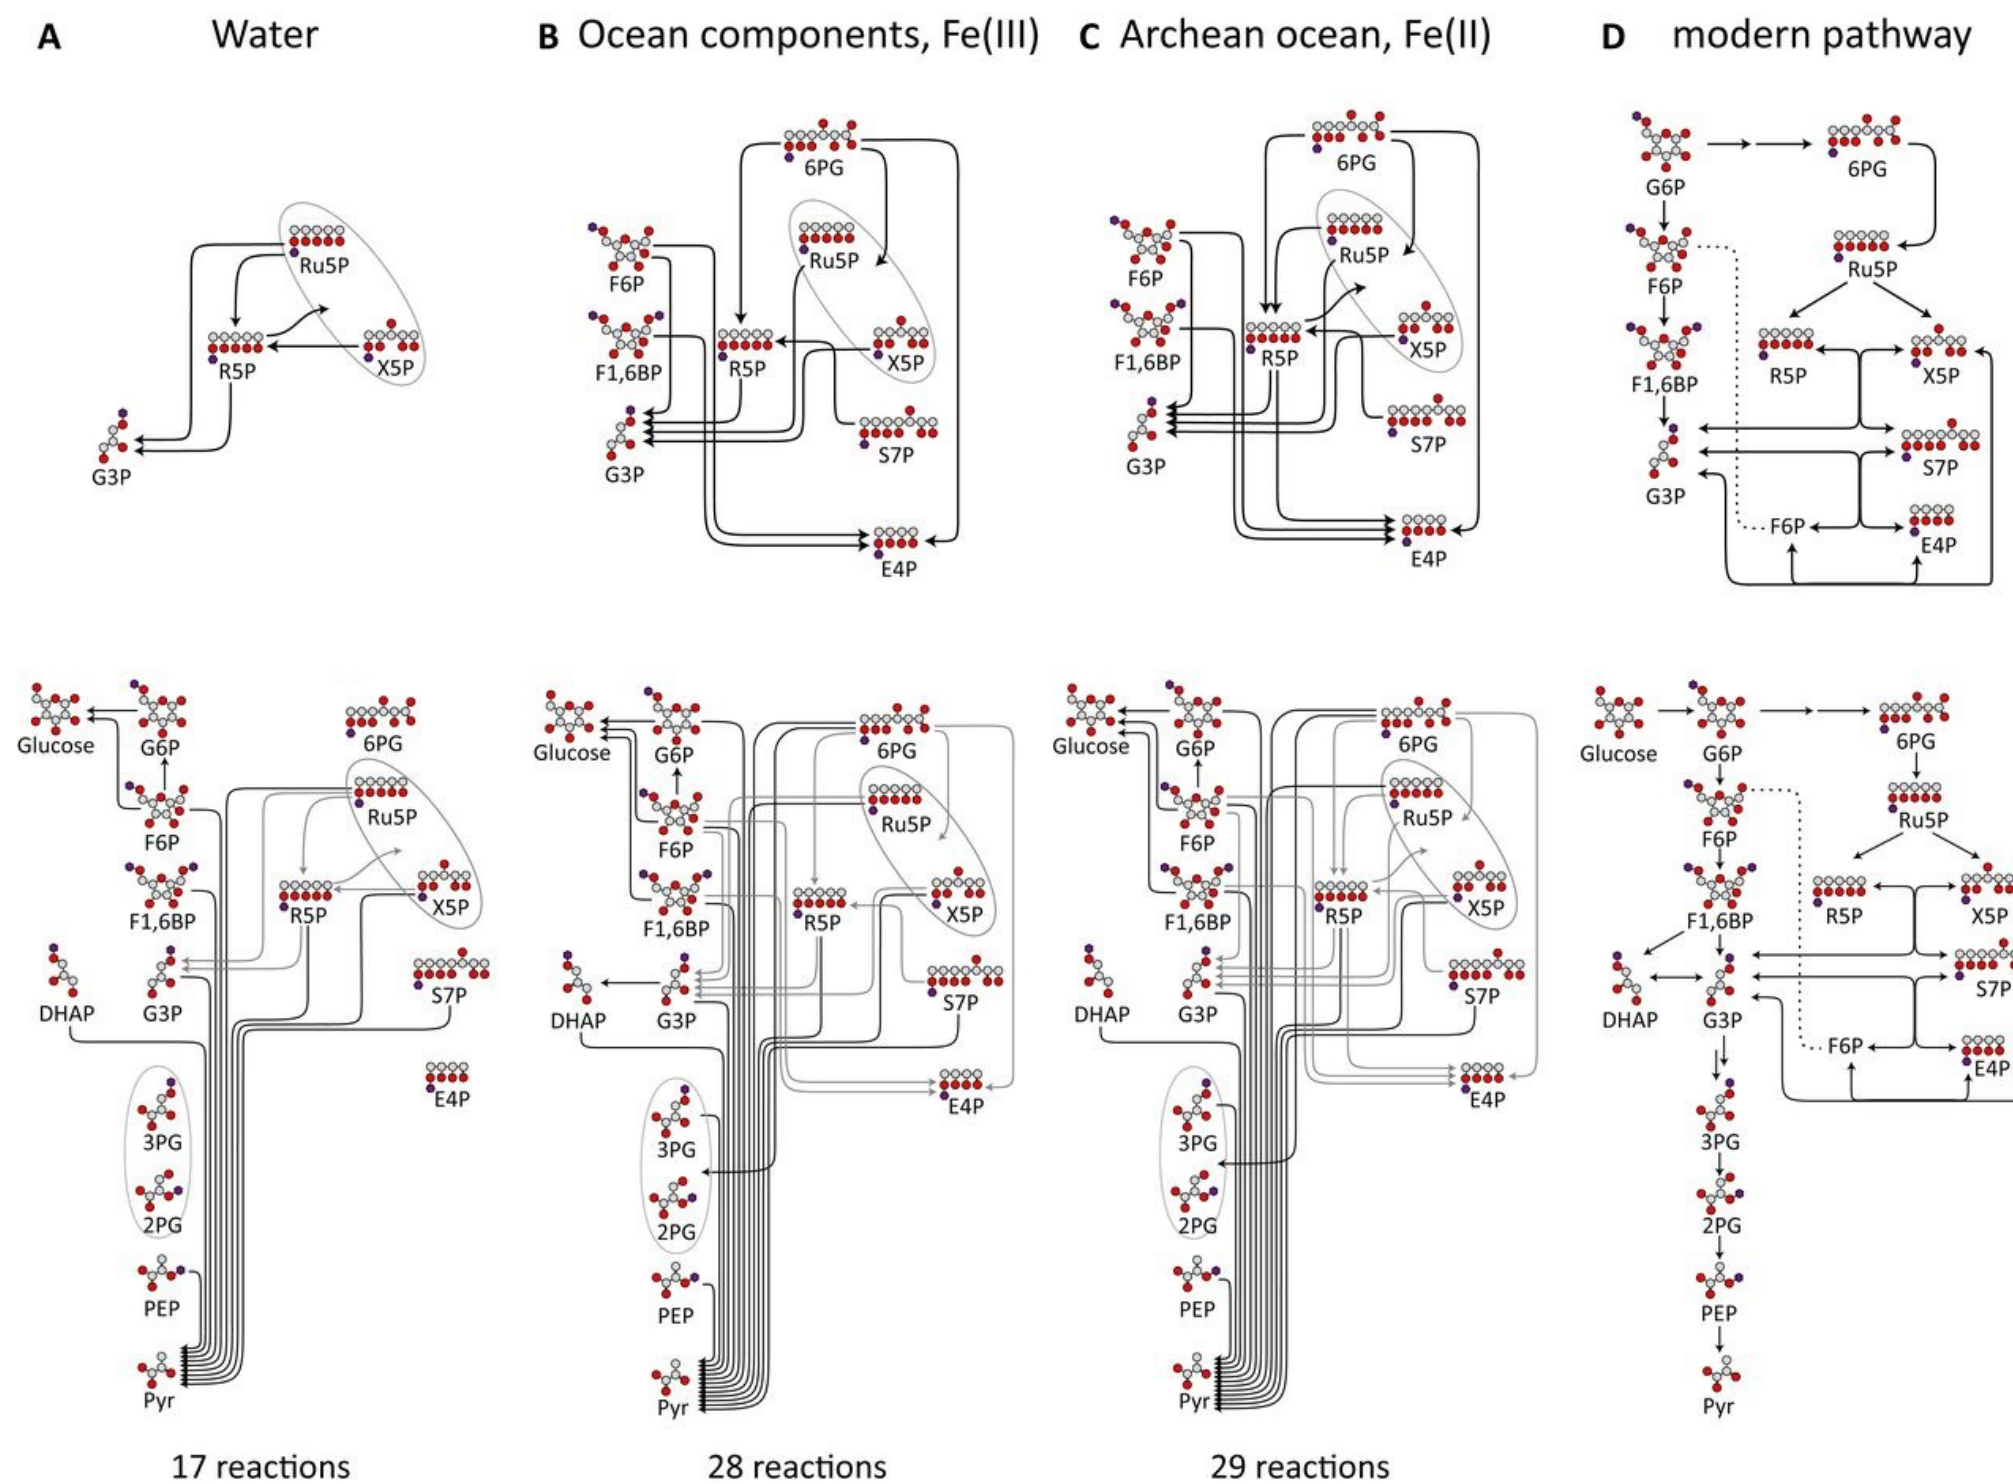 A Water
B Ocean components, Fe(III)
C Archean ocean, Fe(II)
D modern pathway
Ru5P
R5P
X5P
G3P
6PG
F6P
Ru5P
F1,6BP
R5P
X5P
G3P
S7P
E4P
6PG
F6P
Ru5P
F1,6BP
R5P
X5P
G3P
S7P
E4P
G6P
6PG
F6P
Ru5P
F1,6BP
R5P
X5P
G3P
S7P
F6P
E4P
Glucose
G6P
6PG
F6P
Ru5P
F1,6BP
R5P
X5P
DHAP
G3P
S7P
E4P
3PG
2PG
PEP
Pyr
17 reactions
Glucose
G6P
6PG
F6P
Ru5P
F1,6BP
R5P
X5P
DHAP
G3P
S7P
E4P
3PG
2PG
PEP
Pyr
28 reactions
Glucose
G6P
6PG
F6P
Ru5P
F1,6BP
R5P
X5P
DHAP
G3P
S7P
E4P
3PG
2PG
PEP
Pyr
29 reactions
Glucose
G6P
6PG
F6P
Ru5P
F1,6BP
R5P
X5P
DHAP
G3P
S7P
F6P
E4P
3PG
2PG
PEP
Pyr